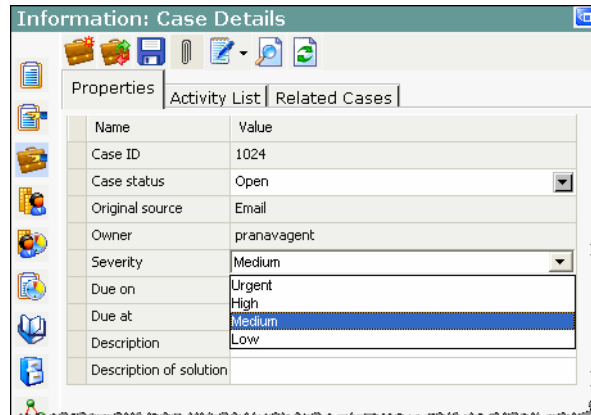 Information: Case Details
Properties Activity List Related Cases
Name Value
Case ID 1024
Case status Open
Original source Email
Owner pranavagent
Severity Medium
Due on Urgent
High
Due at Medium
Description Low
Description of solution